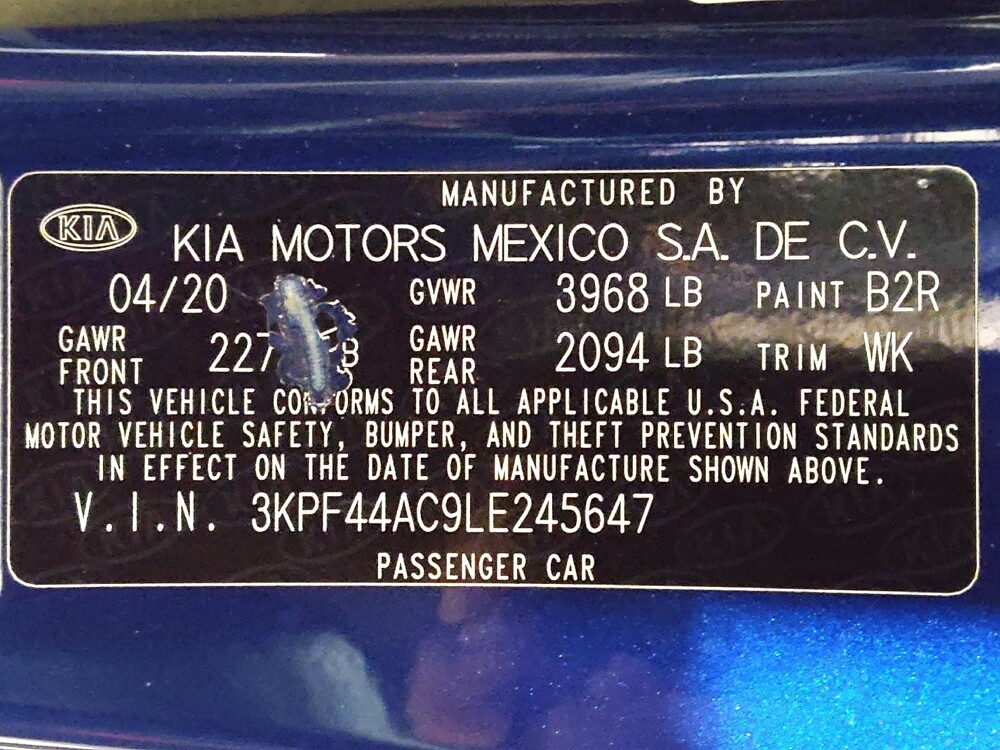 MANUFACTURED BY
KIA KIA MOTORS MEXICO S.A. DE C.V.
04/20 GVWR 3968 LB PAINT B2R
GAWR FRONT GAWR REAR 2094 LB TRIM WK
THIS VEHICLE CONFORMS TO ALL APPLICABLE U.S.A. FEDERAL
MOTOR VEHICLE SAFETY, BUMPER, AND THEFT PREVENTION STANDARDS
IN EFFECT ON THE DATE OF MANUFACTURE SHOWN ABOVE.
V.I.N. 3KPF44AC9LE245647
PASSENGER CAR